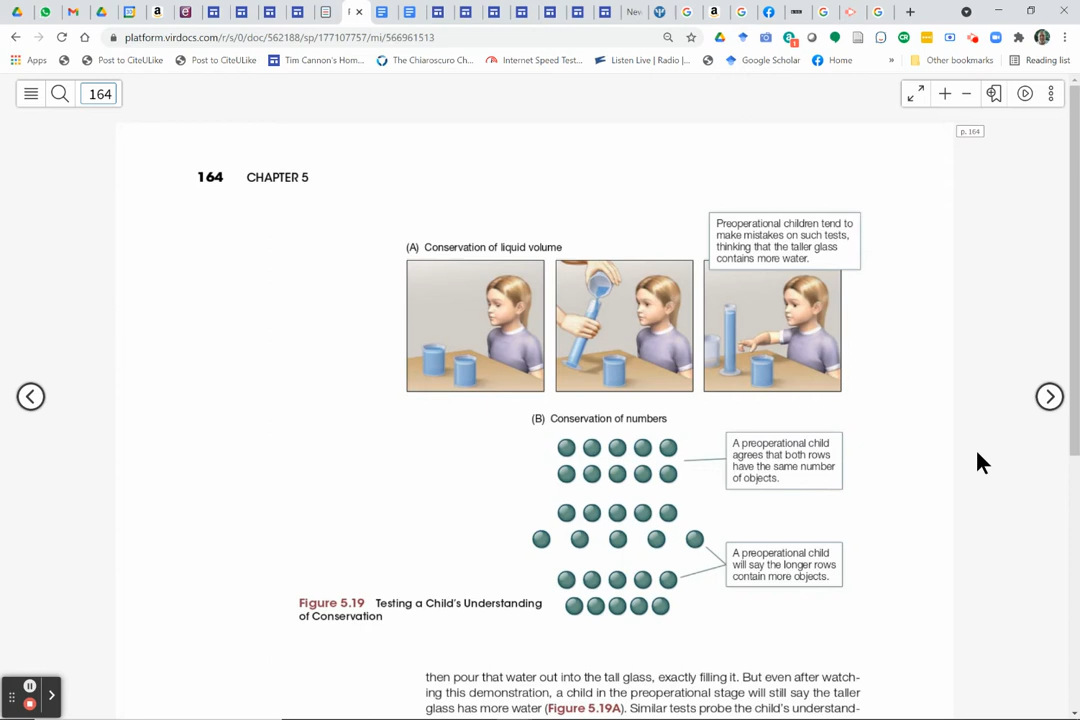 New
platform.virdocs.com/r/s/0/doc/562188/sp/177107757/mi/566961513
Apps
Post to CiteULike
Post to CiteULike
Tim Cannon's Hom...
The Chiaroscuro Ch...
Internet Speed Test...
Listen Live | Radio |...
Google Scholar
Home
»
Other bookmarks
Reading list
164
p. 164
164 CHAPTER 5
Preoperational children tend to
make mistakes on such tests,
thinking that the taller glass
contains more water.
(A) Conservation of liquid volume
(B) Conservation of numbers
A preoperational child
agrees that both rows
have the same number
of objects.
A preoperational child
will say the longer rows
contain more objects.
Figure 5.19 Testing a Child's Understanding
of Conservation
then pour that water out into the tall glass, exactly filling it. But even after watch-
ing this demonstration, a child in the preoperational stage will still say the taller
glass has more water (Figure 5.19A). Similar tests probe the child's understand-